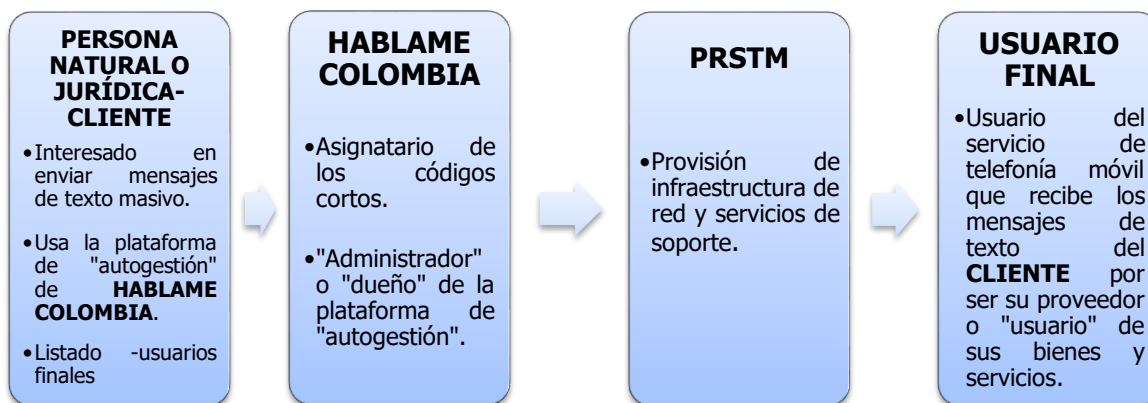 PERSONA
NATURAL O
JURÍDICA-
CLIENTE
•Interesado en
enviar mensajes
de texto masivo.
•Usa la plataforma
de "autogestión"
de HABLAME
COLOMBIA.
•Listado -usuarios
finales
HABLAME
COLOMBIA
•Asignatario de
los códigos
cortos.
•"Administrador"
o "dueño" de la
plataforma de
"autogestión".
PRSTM
•Provisión de
infraestructura de
red y servicios de
soporte.
USUARIO
FINAL
•Usuario del
servicio de
telefonía móvil
que recibe los
mensajes de
texto del
CLIENTE por
ser su proveedor
o "usuario" de
sus bienes y
servicios.